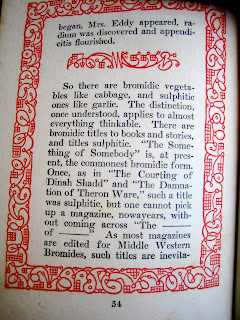 began, Mrs. Eddy appeared, ra-
dium was discovered and appendi-
citis flourished.
So there are bromidic vegeta-
bles like cabbage, and sulphitic
ones like garlic. The distinction,
once understood, applies to almost
everything thinkable. There are
bromidic titles to books and stories,
and titles sulphitic. "The Some-
thing of Somebody" is, at pres-
ent, the commonest bromidic form.
Once, as in "The Courting of
Dinah Shadd" and "The Damna-
tion of Theron Ware," such a title
was sulphitic, but one cannot pick
up a magazine, nowayears, with-
out coming across "The ———
of ———" As most magazines
are edited for Middle Western
Bromides, such titles are inevita-
54